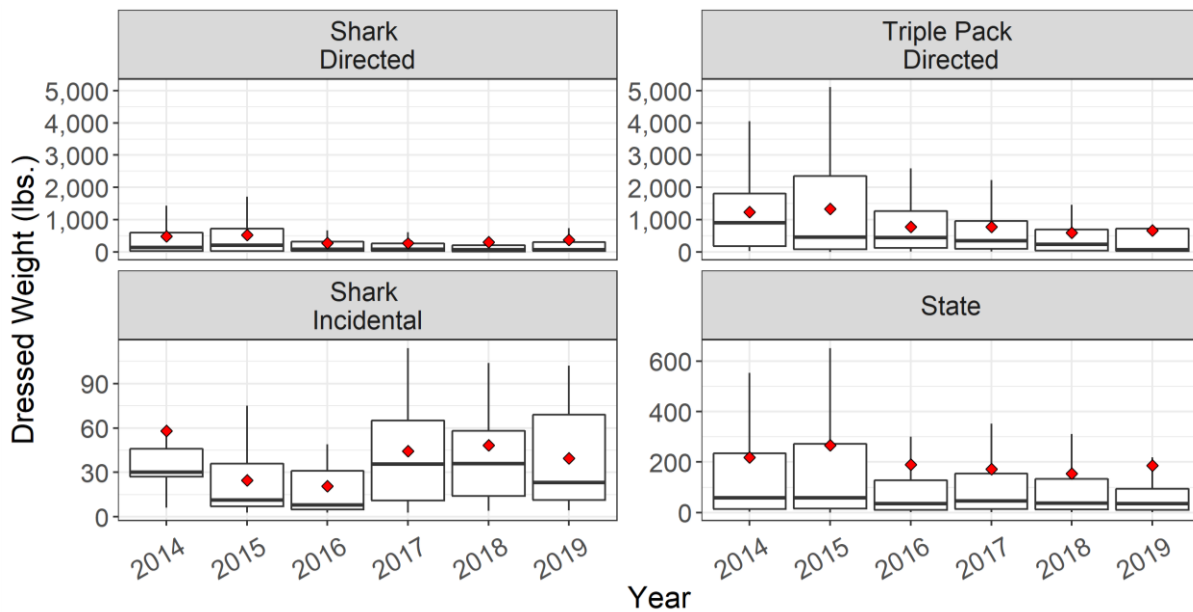 Shark
Directed
Triple Pack
Directed
5,000
4,000
3,000
2,000
1,000
0
5,000
4,000
3,000
2,000
1,000
0
Dressed Weight (lbs.)
Shark
Incidental
State
90
60
30
0
600
400
200
0
2014 2015 2016 2017 2018 2019
2014 2015 2016 2017 2018 2019
Year